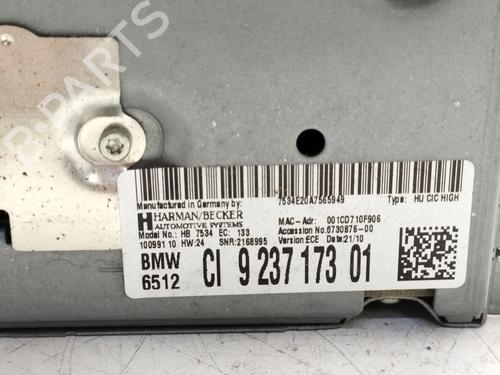 B-PARTS
7534E20A7565949
Manufactured in Germany by: Type: HU CIC HIGH
HARMAN/BECKER MAC-Adr: 001CD710F906
AUTOMOTIVE SYSTEMS Accession No.:6730876-00
Model No.: HB 7534 EC: 133 Version:ECE Date:21/10
10099110 HW:24 SNR:2168995
BMW
6512 CI 9 237 173 01